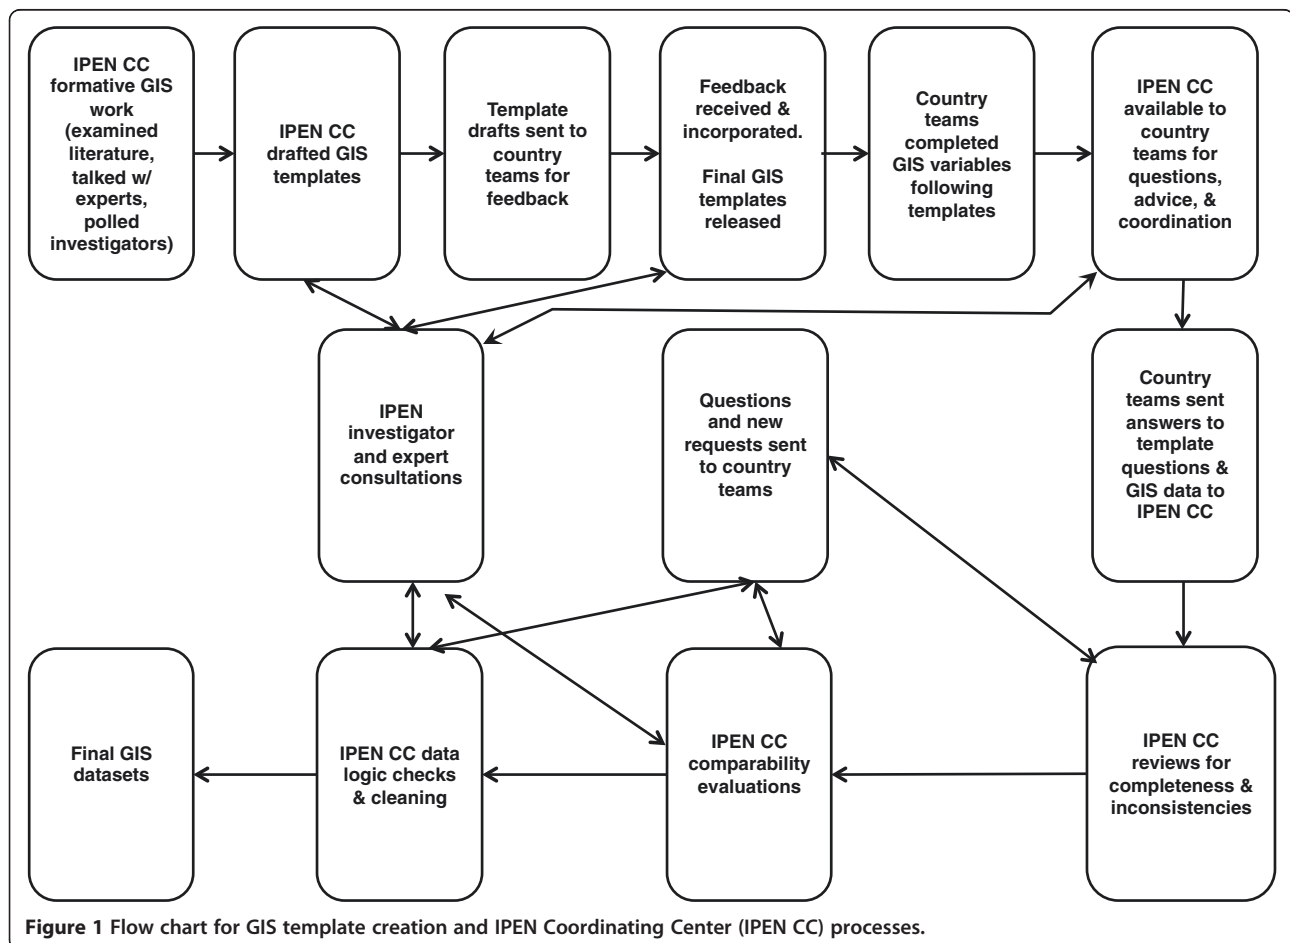 IPEN CC
formative GIS
work
(examined
literature,
talked w/
experts,
polled
investigators)
IPEN CC
drafted GIS
templates
Template
drafts sent to
country
teams for
feedback
Feedback
received &
incorporated.
Final GIS
templates
released
Country
teams
completed
GIS variables
following
templates
IPEN CC
available to
country
teams for
questions,
advice, &
coordination
IPEN
investigator
and expert
consultations
Questions
and new
requests sent
to country
teams
Country
teams sent
answers to
template
questions &
GIS data to
IPEN CC
Final GIS
datasets
IPEN CC data
logic checks
& cleaning
IPEN CC
comparability
evaluations
IPEN CC
reviews for
completeness &
inconsistencies
Figure 1 Flow chart for GIS template creation and IPEN Coordinating Center (IPEN CC) processes.